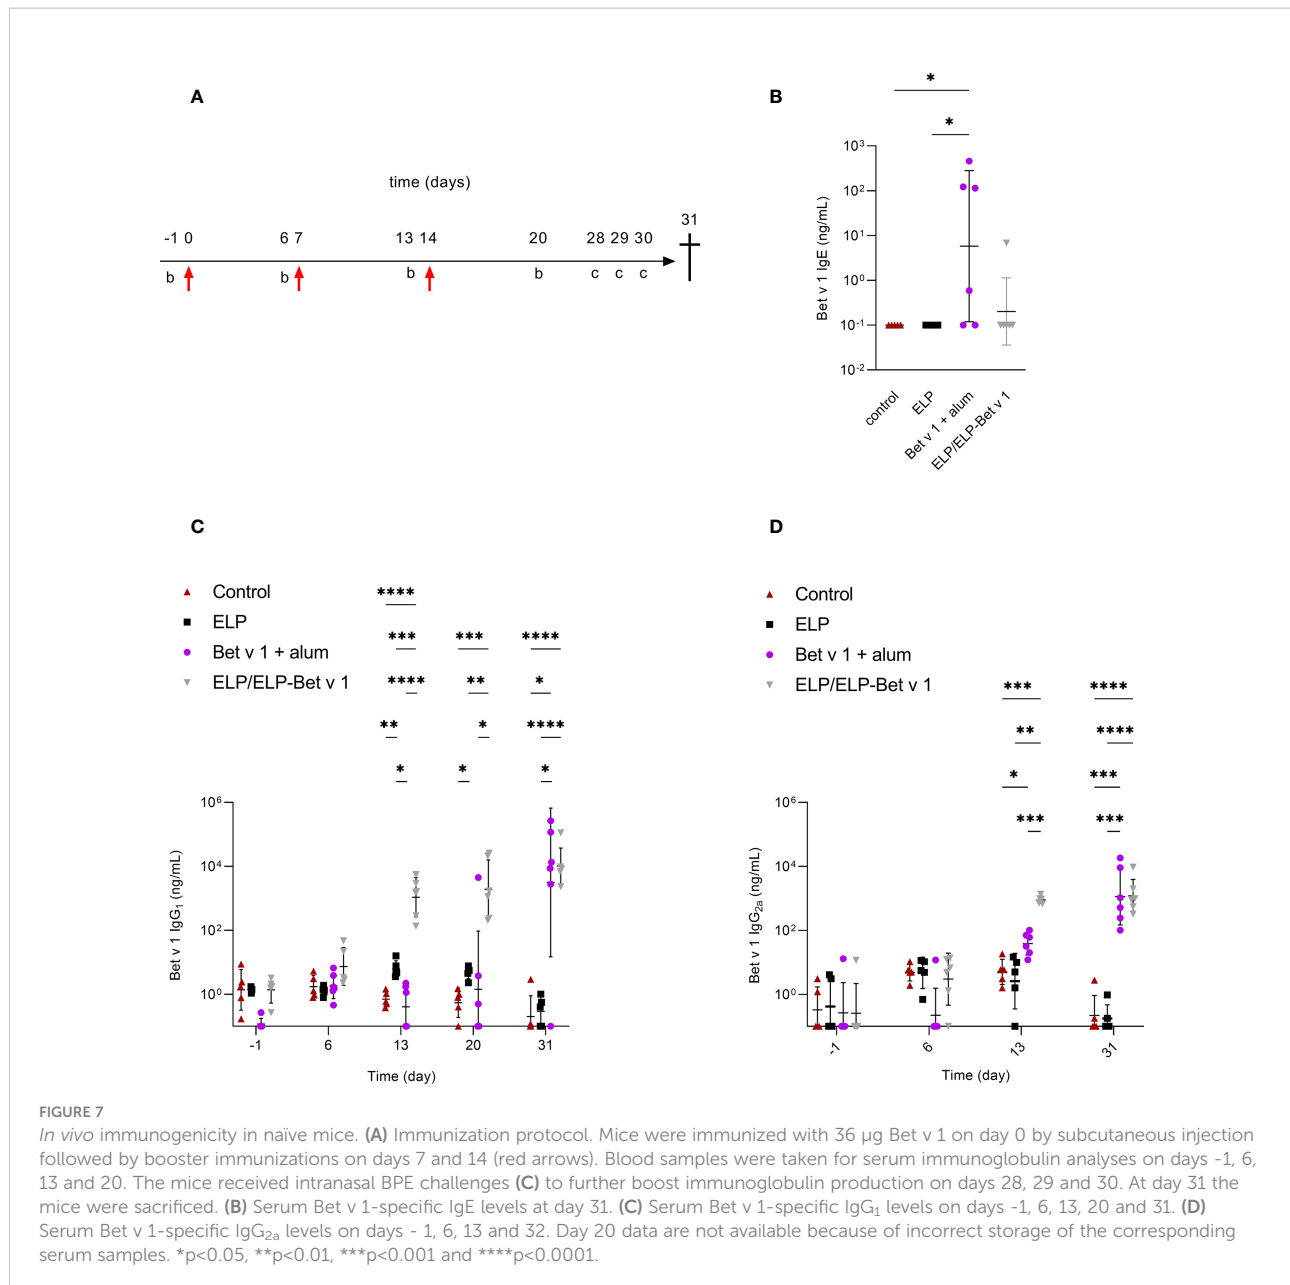 A
time (days)
-1 0 6 7 13 14 20 28 29 30 31
b b b b c c c
B
*
*
Bet v 1 IgE (ng/mL)
10³
10²
10¹
10⁰
10⁻¹
10⁻²
control
ELP
Bet v 1 + alum
ELP/ELP-Bet v 1
C
Control
ELP
Bet v 1 + alum
ELP/ELP-Bet v 1
****
*** *** ****
**** ** *
** * ****
* * *
Bet v 1 IgG₁ (ng/mL)
10⁶
10⁴
10²
10⁰
-1 6 13 20 31
Time (day)
D
Control
ELP
Bet v 1 + alum
ELP/ELP-Bet v 1
*** ****
** ****
* ***
*** ***
Bet v 1 IgG₂ₐ (ng/mL)
10⁶
10⁴
10²
10⁰
-1 6 13 31
Time (day)
FIGURE 7
In vivo immunogenicity in naïve mice. (A) Immunization protocol. Mice were immunized with 36 µg Bet v 1 on day 0 by subcutaneous injection
followed by booster immunizations on days 7 and 14 (red arrows). Blood samples were taken for serum immunoglobulin analyses on days -1, 6,
13 and 20. The mice received intranasal BPE challenges (C) to further boost immunoglobulin production on days 28, 29 and 30. At day 31 the
mice were sacrificed. (B) Serum Bet v 1-specific IgE levels at day 31. (C) Serum Bet v 1-specific IgG₁ levels on days -1, 6, 13, 20 and 31. (D)
Serum Bet v 1-specific IgG₂ₐ levels on days - 1, 6, 13 and 32. Day 20 data are not available because of incorrect storage of the corresponding
serum samples. *p<0.05, **p<0.01, ***p<0.001 and ****p<0.0001.